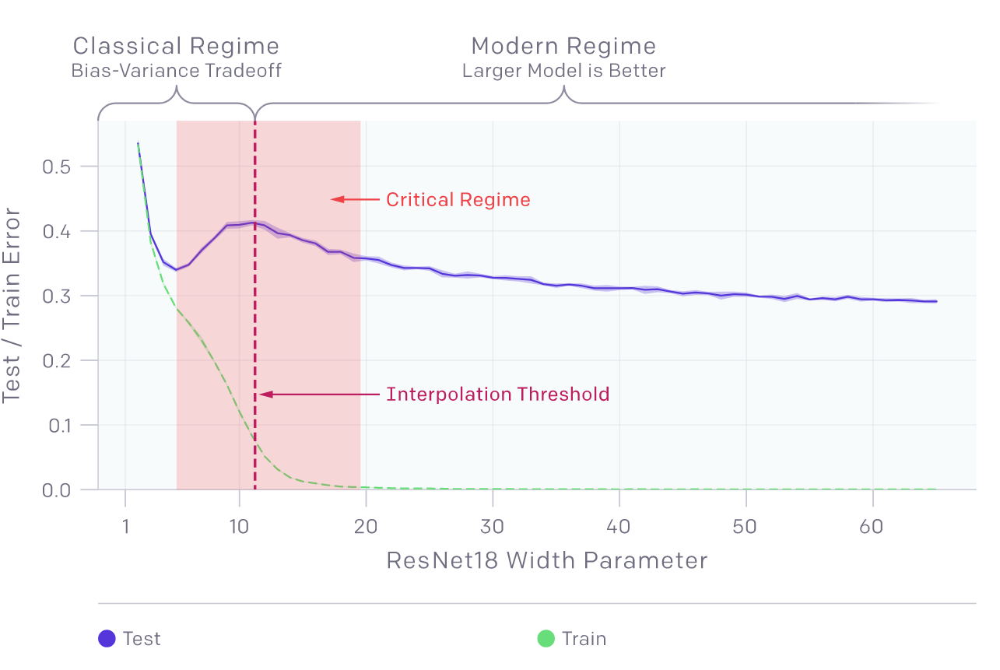 Classical Regime
Bias-Variance Tradeoff
Modern Regime
Larger Model is Better
Test / Train Error
0.5
0.4
0.3
0.2
0.1
0.0
Critical Regime
Interpolation Threshold
1
10
20
30
40
50
60
ResNet18 Width Parameter
Test
Train